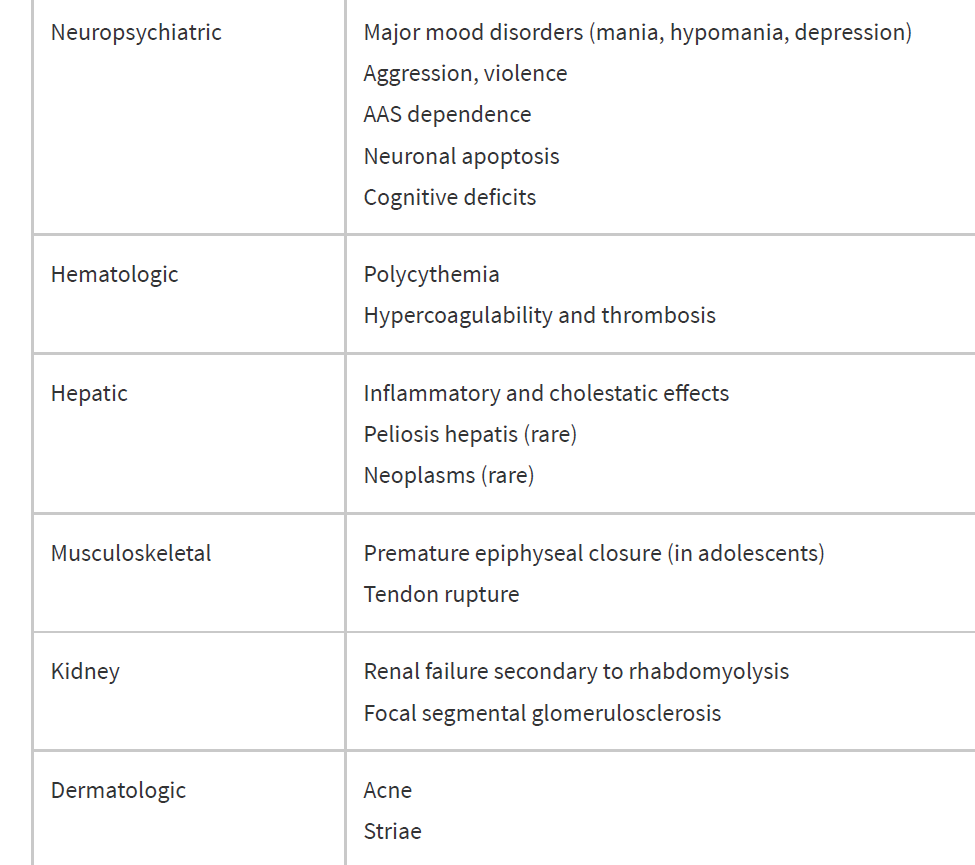 Neuropsychiatric
Major mood disorders (mania, hypomania, depression)
Aggression, violence
AAS dependence
Neuronal apoptosis
Cognitive deficits
Hematologic
Polycythemia
Hypercoagulability and thrombosis
Hepatic
Inflammatory and cholestatic effects
Peliosis hepatis (rare)
Neoplasms (rare)
Musculoskeletal
Premature epiphyseal closure (in adolescents)
Tendon rupture
Kidney
Renal failure secondary to rhabdomyolysis
Focal segmental glomerulosclerosis
Dermatologic
Acne
Striae